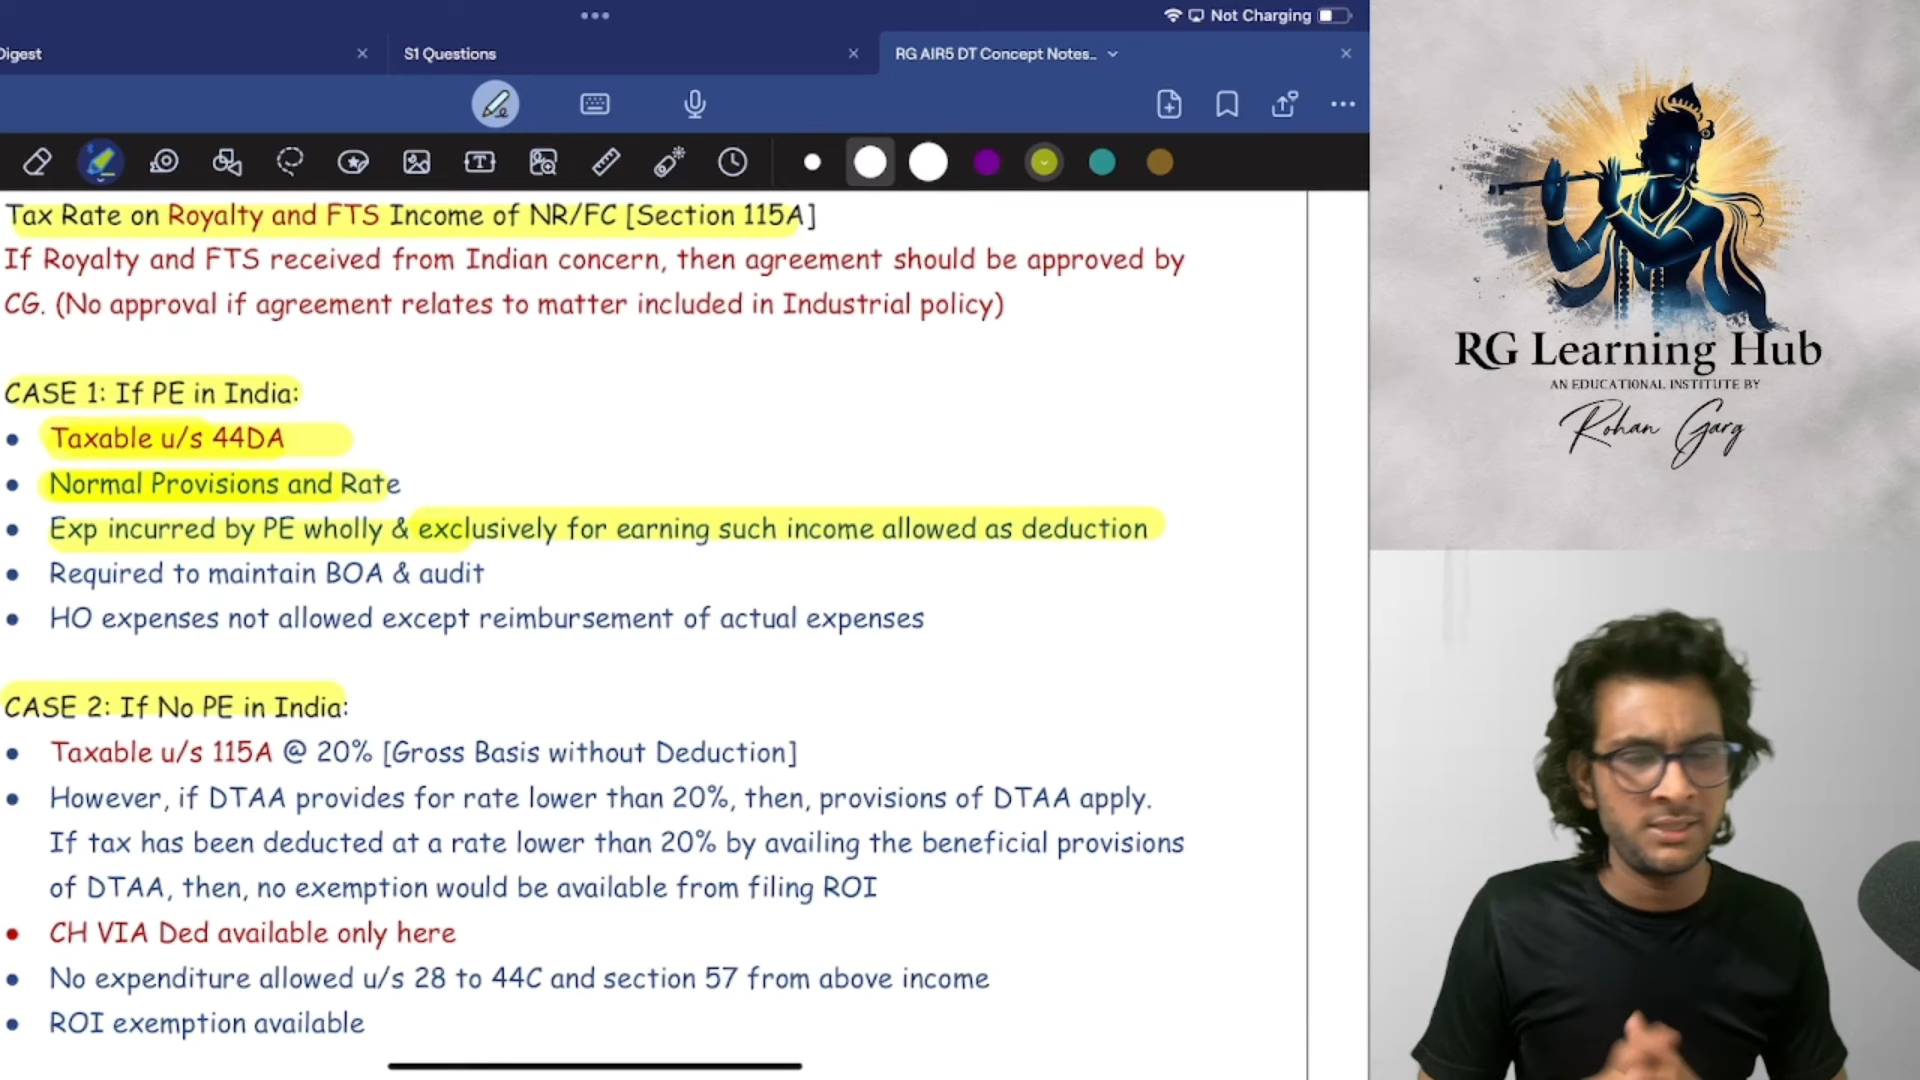 Not Charging
Digest
S1 Questions
RG AIR5 DT Concept Notes..
Tax Rate on Royalty and FTS Income of NR/FC [Section 115A]
If Royalty and FTS received from Indian concern, then agreement should be approved by
CG. (No approval if agreement relates to matter included in Industrial policy)
CASE 1: If PE in India:
• Taxable u/s 44DA
• Normal Provisions and Rate
• Exp incurred by PE wholly & exclusively for earning such income allowed as deduction
• Required to maintain BOA & audit
• HO expenses not allowed except reimbursement of actual expenses
CASE 2: If No PE in India:
• Taxable u/s 115A @ 20% [Gross Basis without Deduction]
• However, if DTAA provides for rate lower than 20%, then, provisions of DTAA apply.
If tax has been deducted at a rate lower than 20% by availing the beneficial provisions
of DTAA, then, no exemption would be available from filing ROI
• CH VIA Ded available only here
• No expenditure allowed u/s 28 to 44C and section 57 from above income
• ROI exemption available
RG Learning Hub
AN EDUCATIONAL INSTITUTE BY
Rohan Garg